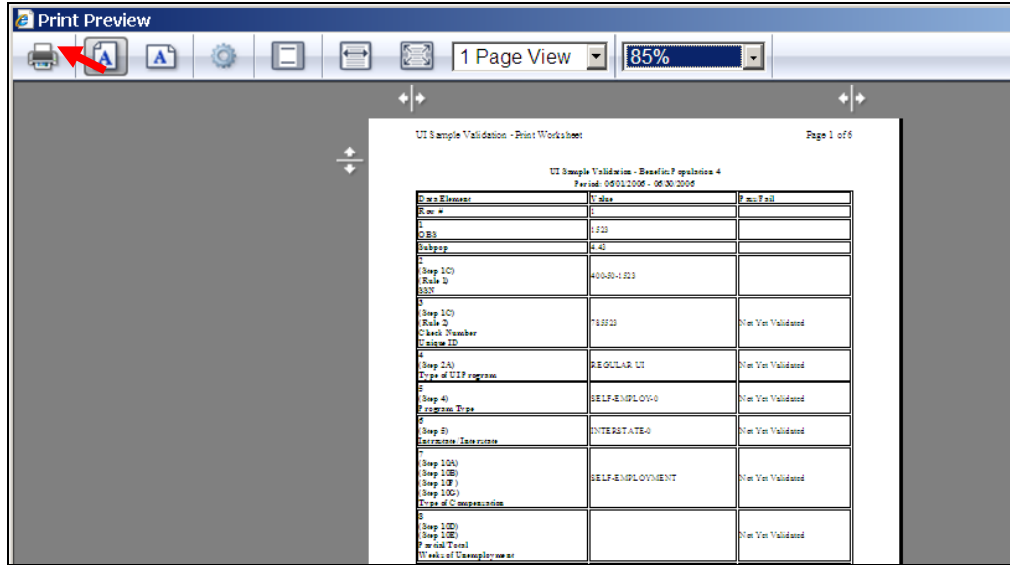 Print Preview
1 Page View
85%
UI Sample Validation - Print Worksheet
Page 1 of 6
UI Sample Validation - Benefits Population 4
Period: 06/01/2006 - 06/30/2006
Data Element Value Pass/Fail
Row # 1
1
OBS
1523
Subpop 4.43
2
(Step 1C)
(Rule 1)
SSN
400-50-1523
3
(Step 1C)
(Rule 2)
Check Number
Unique ID
785523
Not Yet Validated
4
(Step 2A)
Type of UI Program
REGULAR UI
Not Yet Validated
5
(Step 4)
Program Type
SELF-EMPLOY-0
Not Yet Validated
6
(Step 5)
Intrastate/Interstate
INTERSTATE-0
Not Yet Validated
7
(Step 10A)
(Step 10B)
(Step 10F)
(Step 10G)
Type of Compensation
SELF-EMPLOYMENT
Not Yet Validated
8
(Step 10D)
(Step 10E)
Partial/Total
Weeks of Unemployment
Not Yet Validated